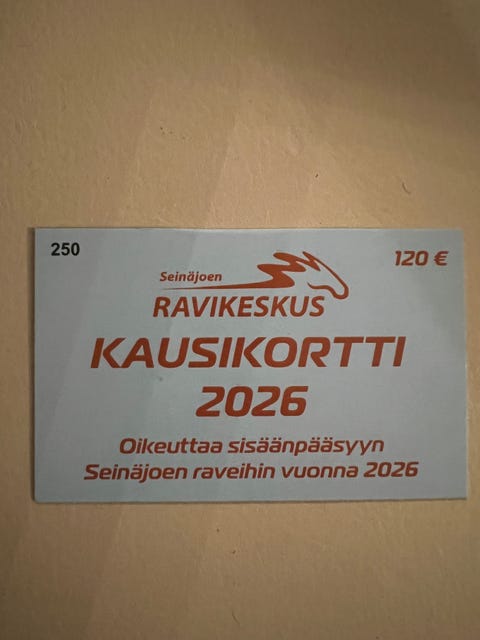 250
120 €
Seinäjoen
RAVIKESKUS
KAUSIKORTTI
2026
Oikeuttaa sisäänpääsyyn
Seinäjoen raveihin vuonna 2026